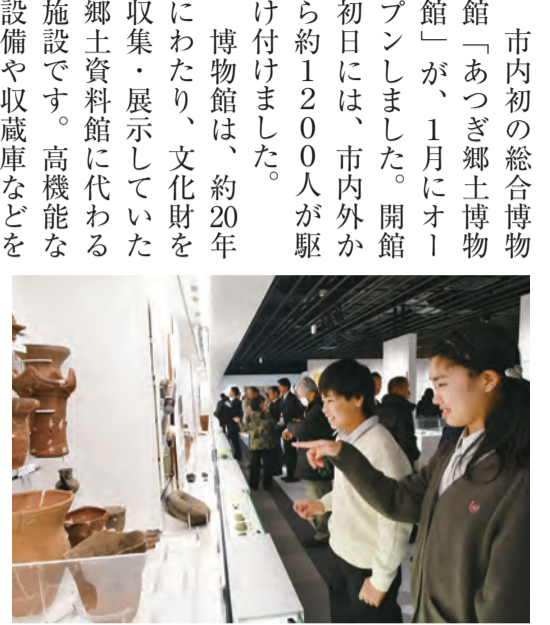 市内初の総合博物
館「あつぎ郷土博物
館」が、1月にオー
プンしました。開館
初日には、市内外か
ら約1200人が駆
け付けました。
博物館は、約20年
にわたり、文化財を
収集・展示していた
郷土資料館に代わる
施設です。高機能な
設備や収蔵庫などを